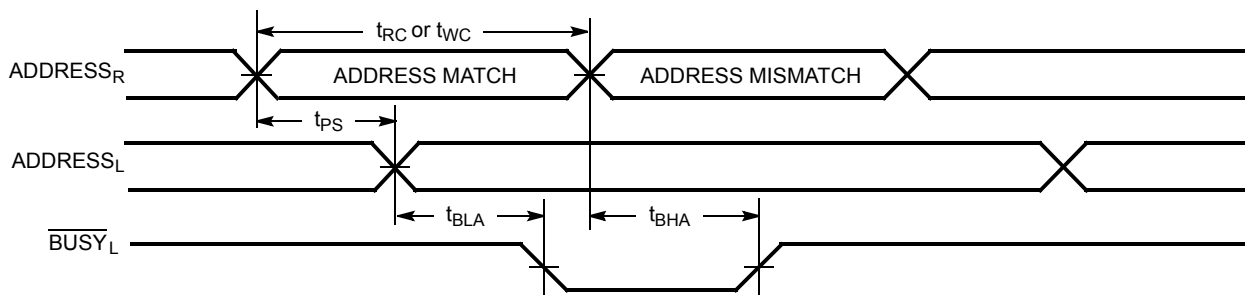 tRC or tWC
ADDRESSR
ADDRESS MATCH
ADDRESS MISMATCH
tPS
ADDRESSL
tBLA
tBHA
BUSYL